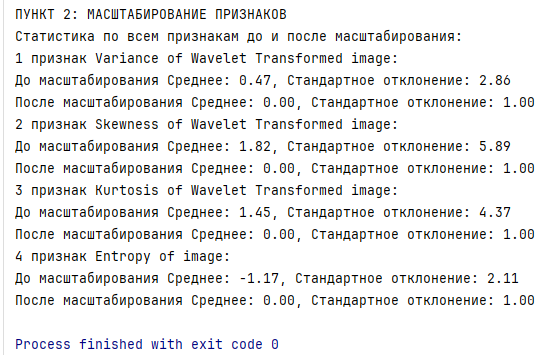 ПУНКТ 2: МАСШТАБИРОВАНИЕ ПРИЗНАКОВ
Статистика по всем признакам до и после масштабирования:
1 признак Variance of Wavelet Transformed image:
До масштабирования Среднее: 0.47, Стандартное отклонение: 2.86
После масштабирования Среднее: 0.00, Стандартное отклонение: 1.00
2 признак Skewness of Wavelet Transformed image:
До масштабирования Среднее: 1.82, Стандартное отклонение: 5.89
После масштабирования Среднее: 0.00, Стандартное отклонение: 1.00
3 признак Kurtosis of Wavelet Transformed image:
До масштабирования Среднее: 1.45, Стандартное отклонение: 4.37
После масштабирования Среднее: 0.00, Стандартное отклонение: 1.00
4 признак Entropy of image:
До масштабирования Среднее: -1.17, Стандартное отклонение: 2.11
После масштабирования Среднее: 0.00, Стандартное отклонение: 1.00
Process finished with exit code 0